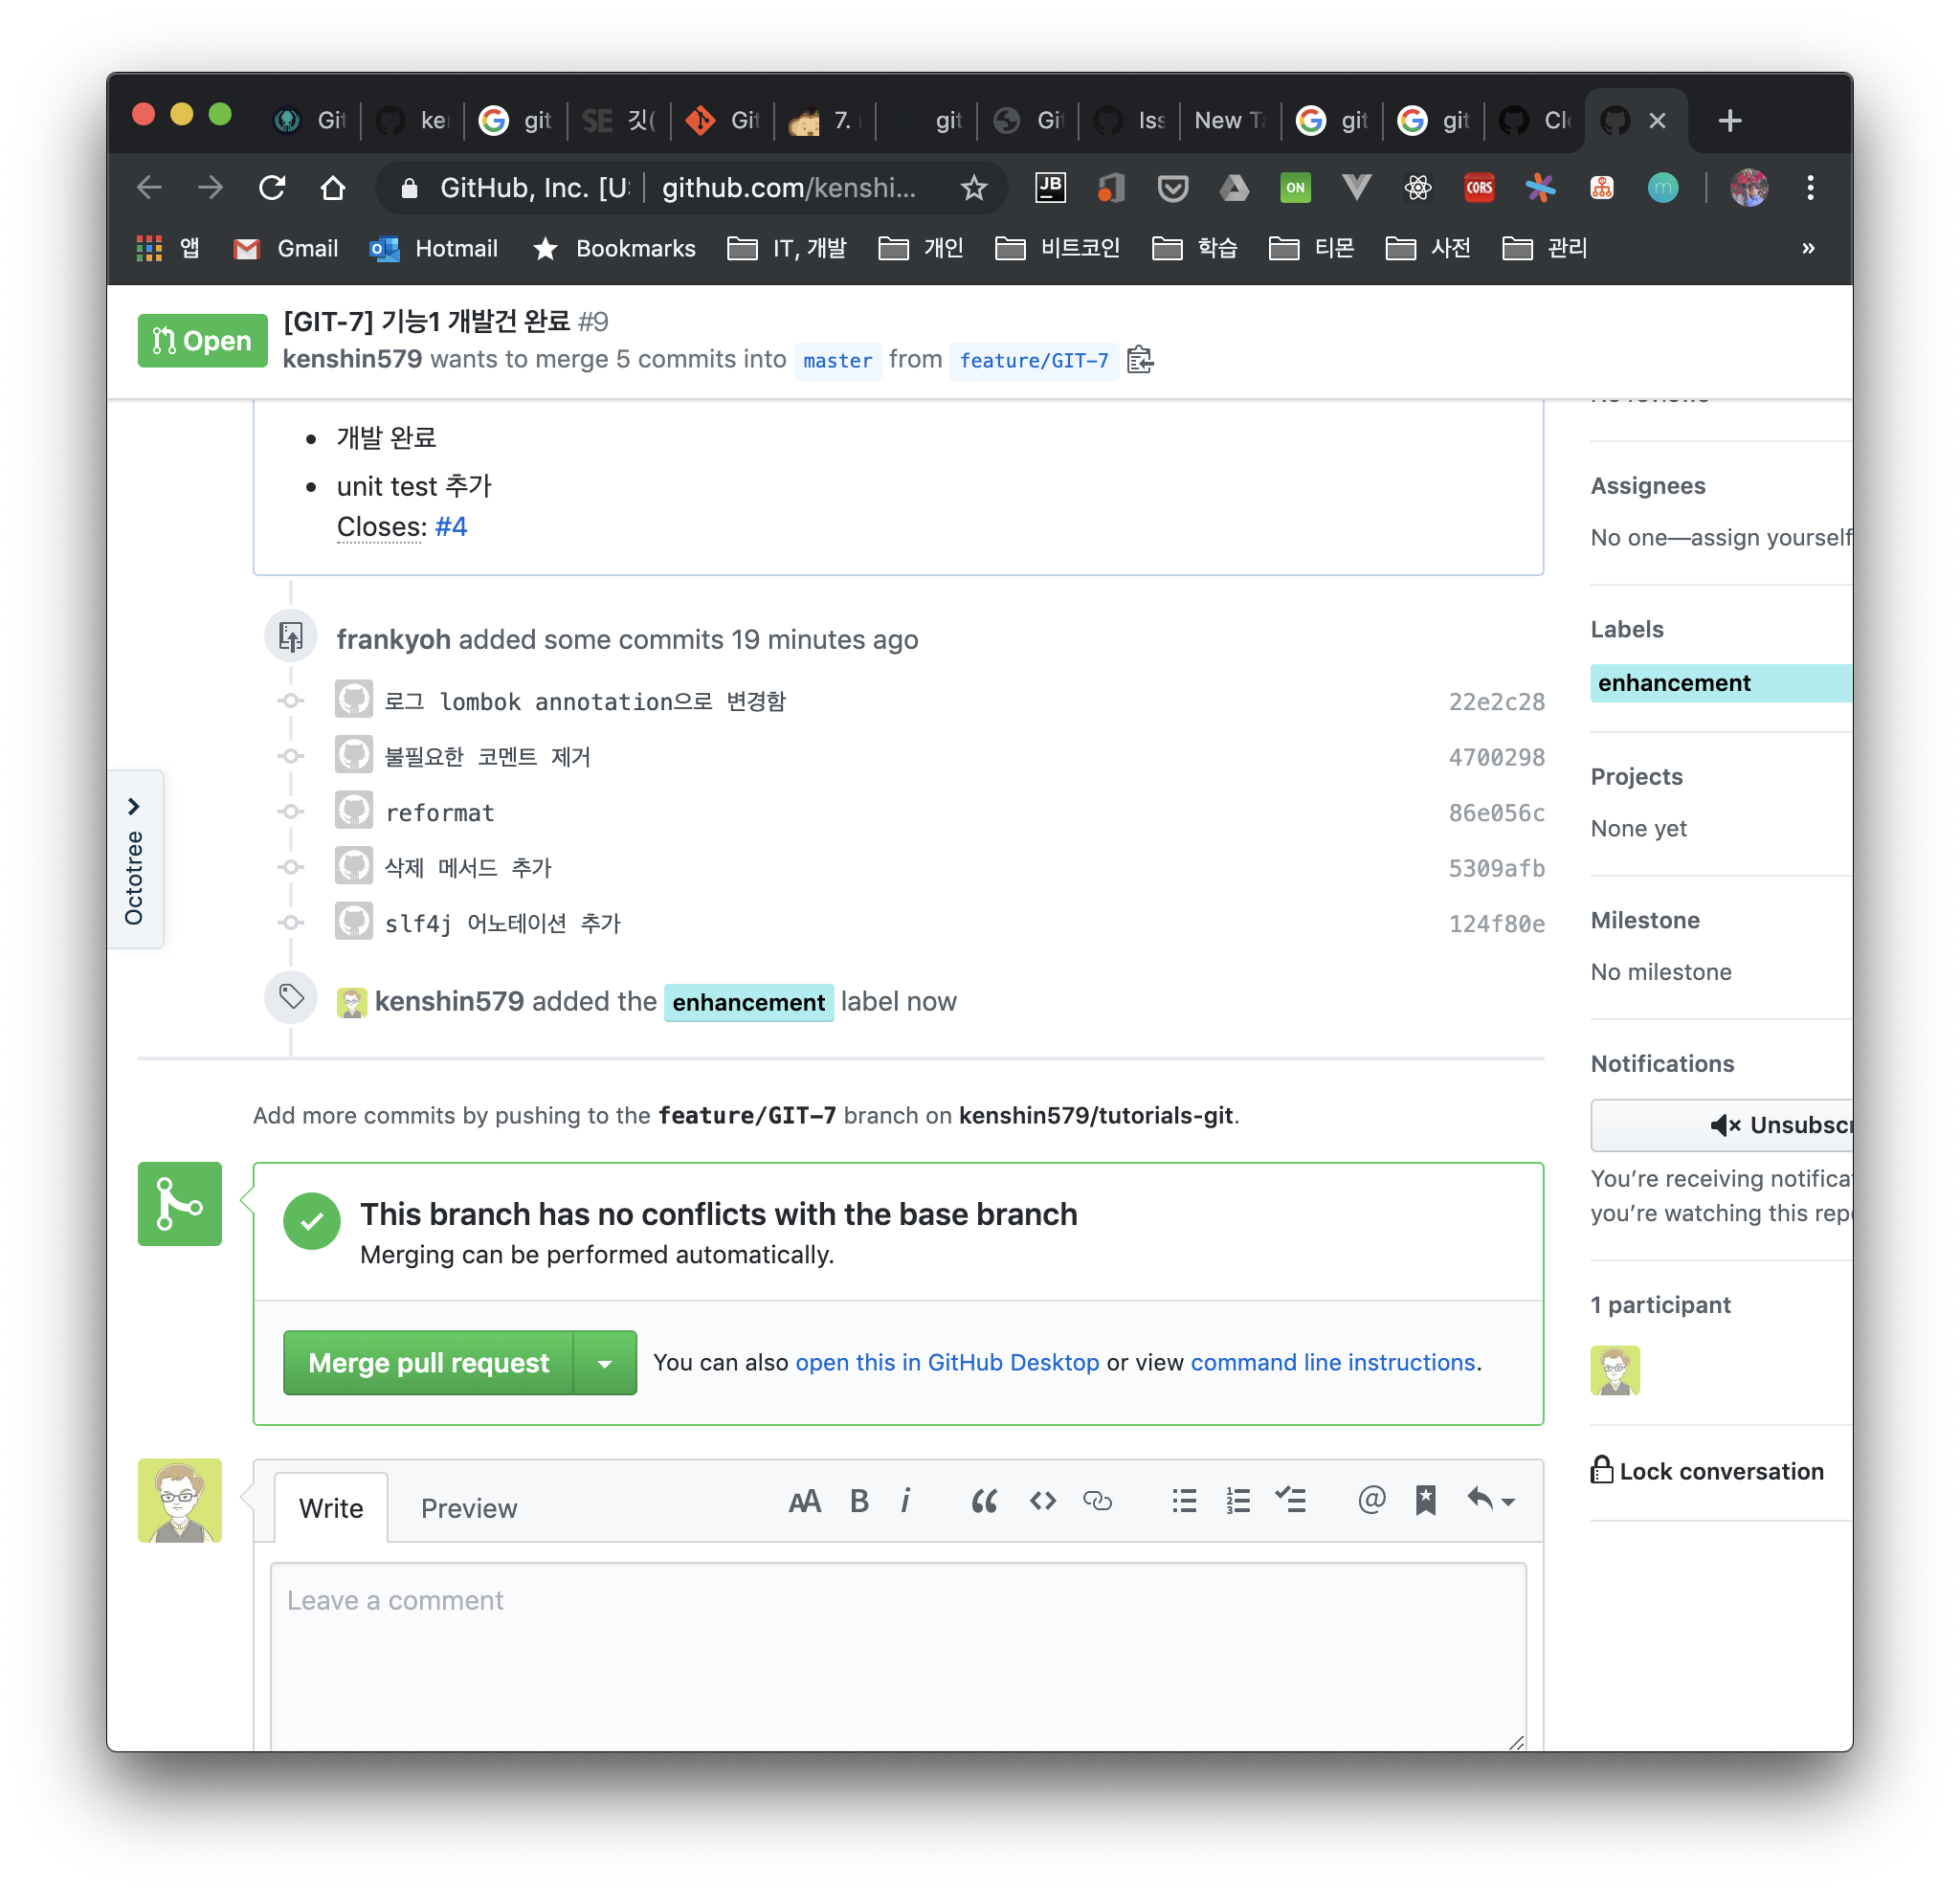 Git
ke
git
SE 깃(
Git
7.
git
Gi
Iss
New Ta
git
git
Cl
GitHub, Inc. [US
github.com/kenshi...
JB
ON
CORS
m
앱
Gmail
Hotmail
Bookmarks
IT, 개발
개인
비트코인
학습
티몬
사전
관리
»
Open
[GIT-7] 기능1 개발건 완료 #9
kenshin579 wants to merge 5 commits into master from feature/GIT-7
개발 완료
unit test 추가
Closes: #4
frankyoh added some commits 19 minutes ago
로그 lombok annotation으로 변경함 22e2c28
불필요한 코멘트 제거 4700298
reformat 86e056c
삭제 메서드 추가 5309afb
slf4j 어노테이션 추가 124f80e
kenshin579 added the enhancement label now
Octotree
Add more commits by pushing to the feature/GIT-7 branch on kenshin579/tutorials-git.
This branch has no conflicts with the base branch
Merging can be performed automatically.
Merge pull request
You can also open this in GitHub Desktop or view command line instructions.
Write
Preview
AA B i
Leave a comment
No reviews
Assignees
No one—assign yourself
Labels
enhancement
Projects
None yet
Milestone
No milestone
Notifications
Unsubscr
You're receiving notifica
you're watching this rep
1 participant
Lock conversation